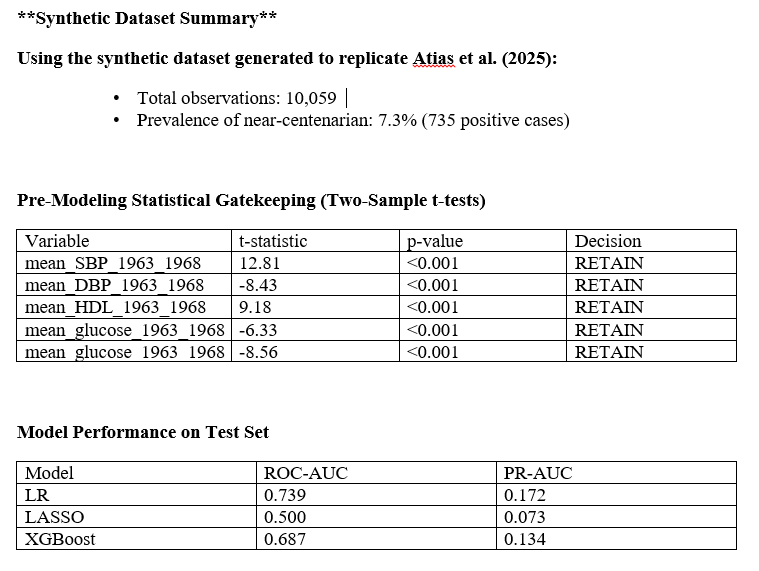 **Synthetic Dataset Summary**
Using the synthetic dataset generated to replicate Atias et al. (2025):
• Total observations: 10,059
• Prevalence of near-centenarian: 7.3% (735 positive cases)
Pre-Modeling Statistical Gatekeeping (Two-Sample t-tests)
Variable t-statistic p-value Decision
mean_SBP_1963_1968 12.81 <0.001 RETAIN
mean_DBP_1963_1968 -8.43 <0.001 RETAIN
mean_HDL_1963_1968 9.18 <0.001 RETAIN
mean_glucose_1963_1968 -6.33 <0.001 RETAIN
mean_glucose_1963_1968 -8.56 <0.001 RETAIN
Model Performance on Test Set
Model ROC-AUC PR-AUC
LR 0.739 0.172
LASSO 0.500 0.073
XGBoost 0.687 0.134